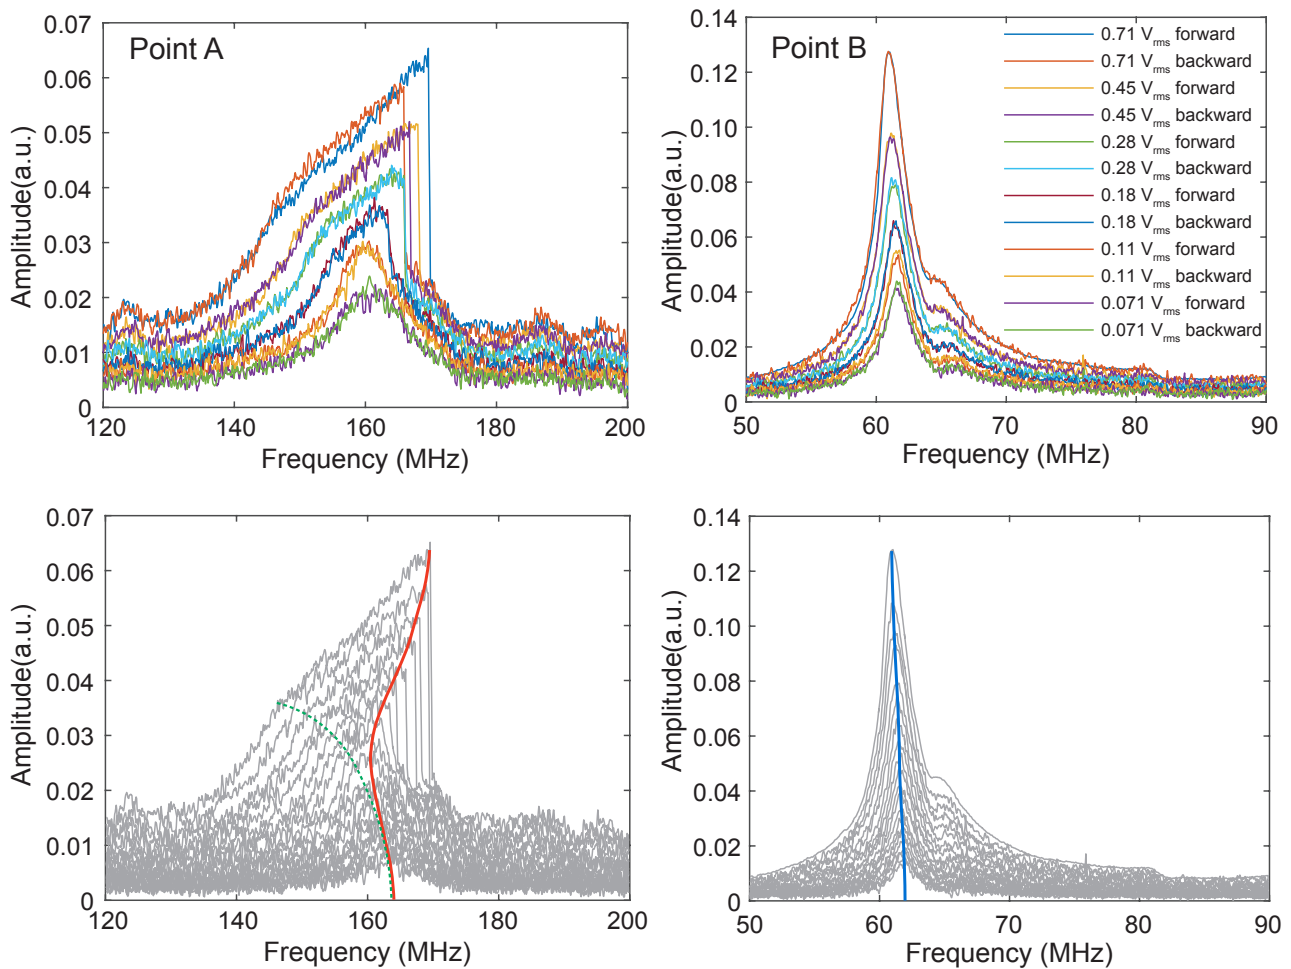 Point A
0.07
0.06
0.05
0.04
0.03
0.02
0.01
0
120
140
160
180
200
Amplitude(a.u.)
Frequency (MHz)
Point B
0.14
0.12
0.10
0.08
0.06
0.04
0.02
0
50
60
70
80
90
Amplitude(a.u.)
Frequency (MHz)
0.71 Vrms forward
0.71 Vrms backward
0.45 Vrms forward
0.45 Vrms backward
0.28 Vrms forward
0.28 Vrms backward
0.18 Vrms forward
0.18 Vrms backward
0.11 Vrms forward
0.11 Vrms backward
0.071 Vrms forward
0.071 Vrms backward
0.07
0.06
0.05
0.04
0.03
0.02
0.01
0
120
140
160
180
200
Amplitude(a.u.)
Frequency (MHz)
0.14
0.12
0.10
0.08
0.06
0.04
0.02
0
50
60
70
80
90
Amplitude(a.u.)
Frequency (MHz)